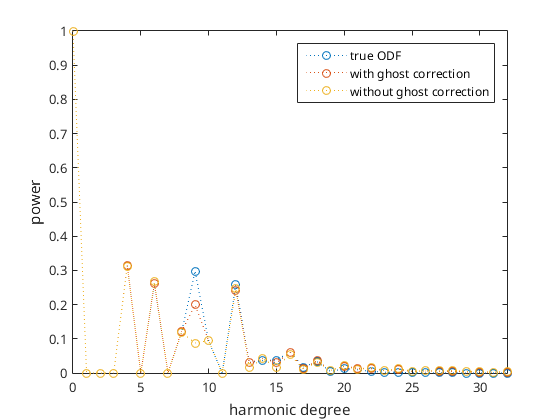 1
true ODF
with ghost correction
without ghost correction
0.9
0.8
0.7
0.6
0.5
0.4
0.3
0.2
0.1
0
power
0 5 10 15 20 25 30
harmonic degree